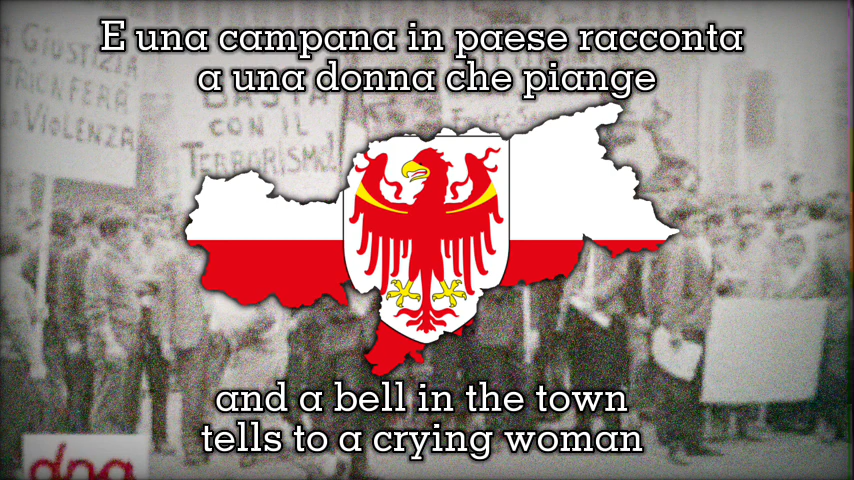 E una campana in paese racconta
a una donna che piange
A GIUSTIZIA
TRIONFERÀ
VIOLENZA
BASTA
CON IL
TERRORISMO!
and a bell in the town
tells to a crying woman